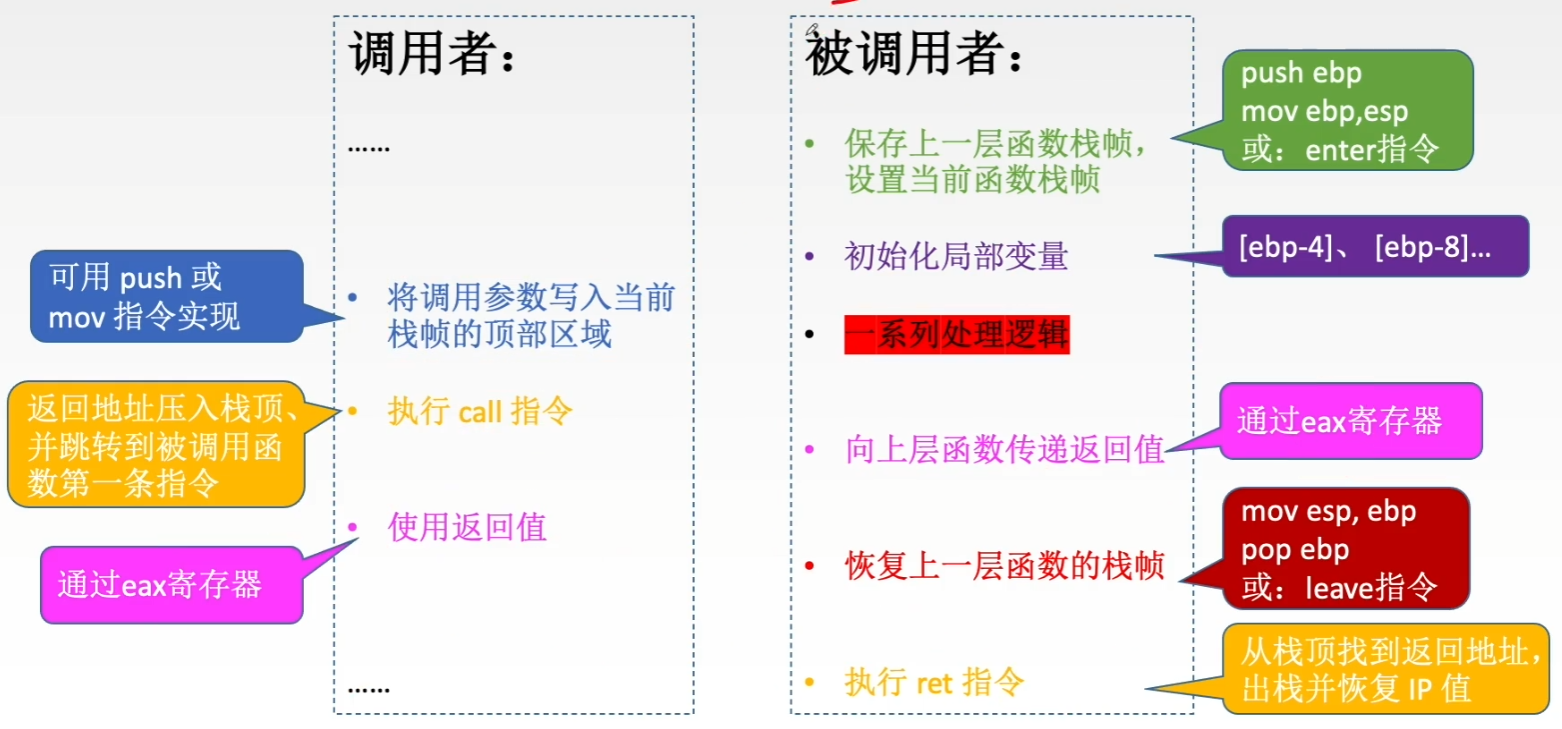 调用者：
……
可用 push 或
mov 指令实现
• 将调用参数写入当前
栈帧的顶部区域
返回地址压入栈顶、
并跳转到被调用函
数第一条指令
• 执行 call 指令
• 使用返回值
通过eax寄存器
……
被调用者：
• 保存上一层函数栈帧，
设置当前函数栈帧
push ebp
mov ebp,esp
或：enter指令
• 初始化局部变量
[ebp-4]、 [ebp-8]...
• 一系列处理逻辑
• 向上层函数传递返回值
通过eax寄存器
• 恢复上一层函数的栈帧
mov esp, ebp
pop ebp
或：leave指令
• 执行 ret 指令
从栈顶找到返回地址，
出栈并恢复 IP 值